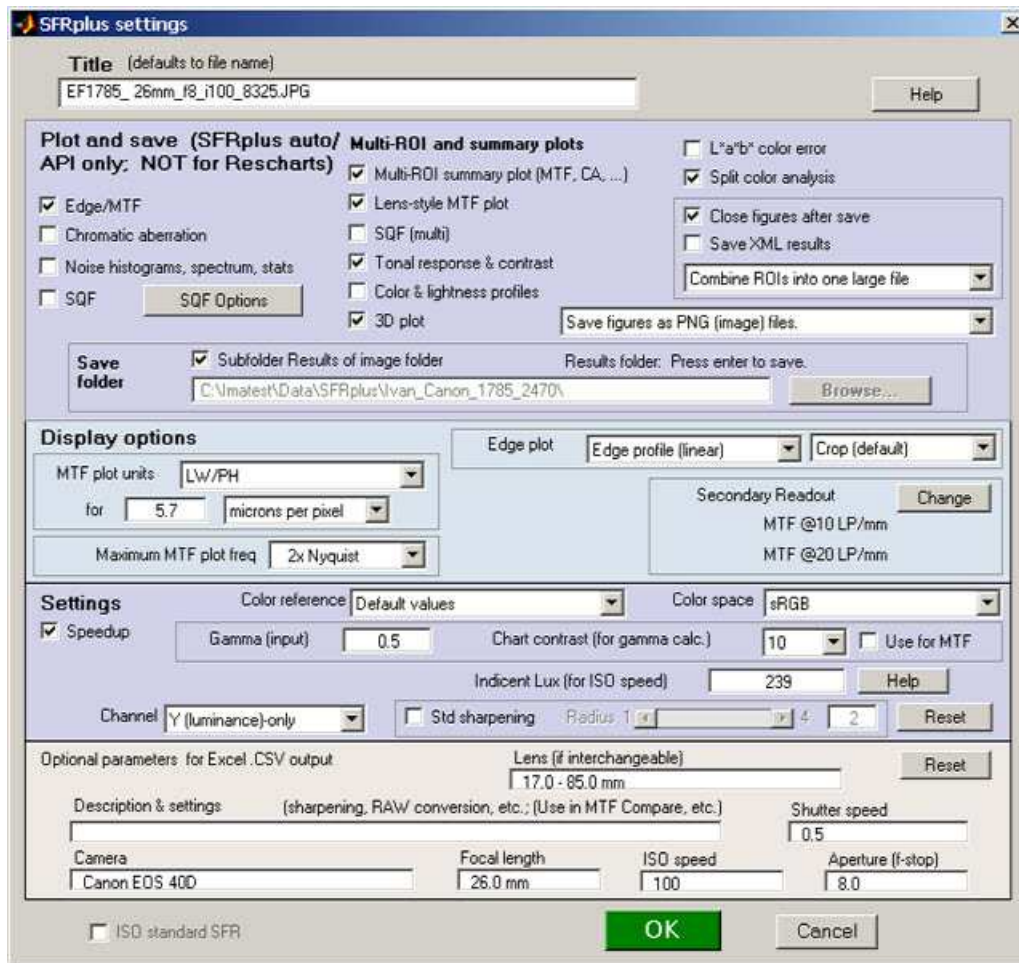 SFRplus settings
Title (defaults to file name)
EF1785_ 26mm_f8_i100_8325.JPG
Help
Plot and save (SFRplus auto/
API only; NOT for Rescharts)
Edge/MTF
Chromatic aberration
Noise histograms, spectrum, stats
SQF
SQF Options
Multi-ROI and summary plots
Multi-ROI summary plot (MTF, CA, ...)
Lens-style MTF plot
SQF (multi)
Tonal response & contrast
Color & lightness profiles
3D plot
L*a*b* color error
Split color analysis
Close figures after save
Save XML results
Combine ROIs into one large file
Save figures as PNG (image) files.
Save
folder
Subfolder Results of image folder
Results folder: Press enter to save.
C:\Imatest\Data\SFRplus\Ivan_Canon_1785_2470\
Browse...
Display options
MTF plot units LW/PH
for 5.7 microns per pixel
Maximum MTF plot freq 2x Nyquist
Edge plot Edge profile (linear) Crop (default)
Secondary Readout Change
MTF @10 LP/mm
MTF @20 LP/mm
Settings
Color reference Default values Color space sRGB
Speedup
Gamma (input) 0.5 Chart contrast (for gamma calc.) 10 Use for MTF
Indicent Lux (for ISO speed) 239 Help
Channel Y (luminance)-only Std sharpening Radius 1 4 2 Reset
Optional parameters for Excel .CSV output
Lens (if interchangeable)
17.0 - 85.0 mm
Reset
Description & settings (sharpening, RAW conversion, etc.; (Use in MTF Compare, etc.)
Shutter speed
0.5
Camera Focal length ISO speed Aperture (f-stop)
Canon EOS 40D 26.0 mm 100 8.0
ISO standard SFR
OK
Cancel